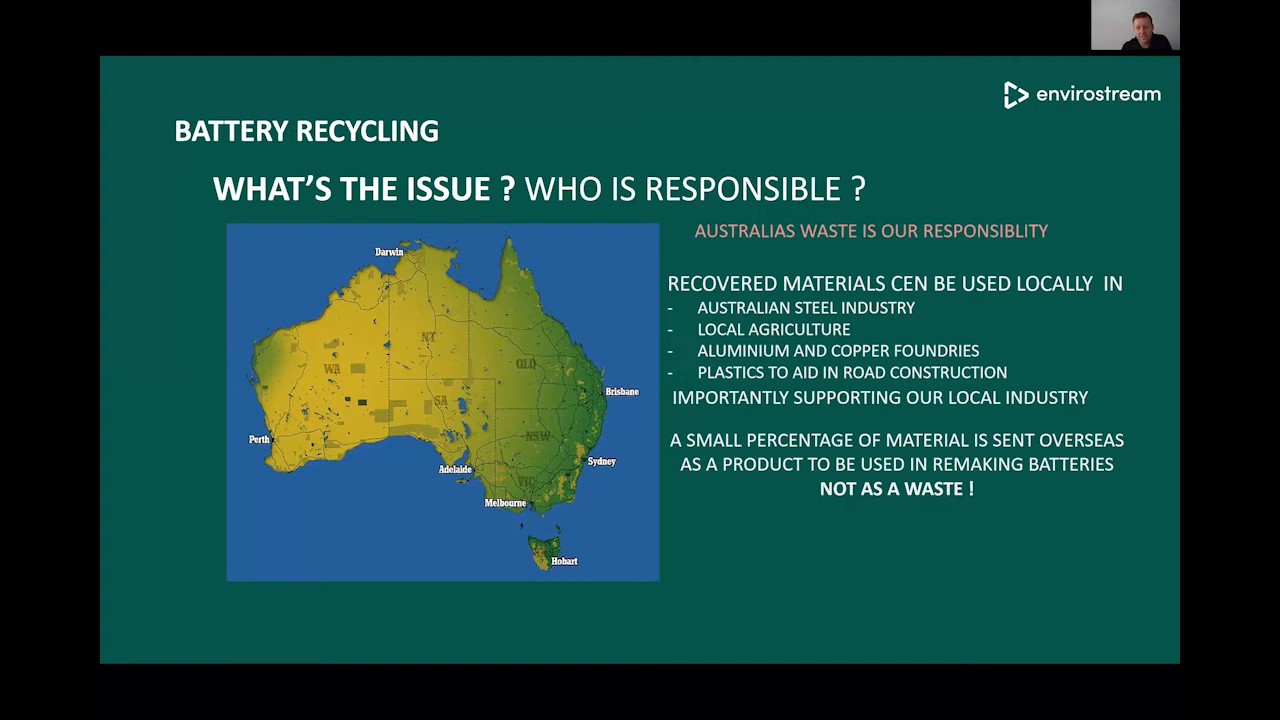 envirostream
BATTERY RECYCLING
WHAT'S THE ISSUE ? WHO IS RESPONSIBLE ?
AUSTRALIAS WASTE IS OUR RESPONSIBLITY
RECOVERED MATERIALS CEN BE USED LOCALLY IN
- AUSTRALIAN STEEL INDUSTRY
- LOCAL AGRICULTURE
- ALUMINIUM AND COPPER FOUNDRIES
- PLASTICS TO AID IN ROAD CONSTRUCTION
IMPORTANTLY SUPPORTING OUR LOCAL INDUSTRY
A SMALL PERCENTAGE OF MATERIAL IS SENT OVERSEAS
AS A PRODUCT TO BE USED IN REMAKING BATTERIES
NOT AS A WASTE !
Darwin
NT
WA
QLD
SA
Brisbane
NSW
Perth
Sydney
Adelaide
VIC
Melbourne
Hobart